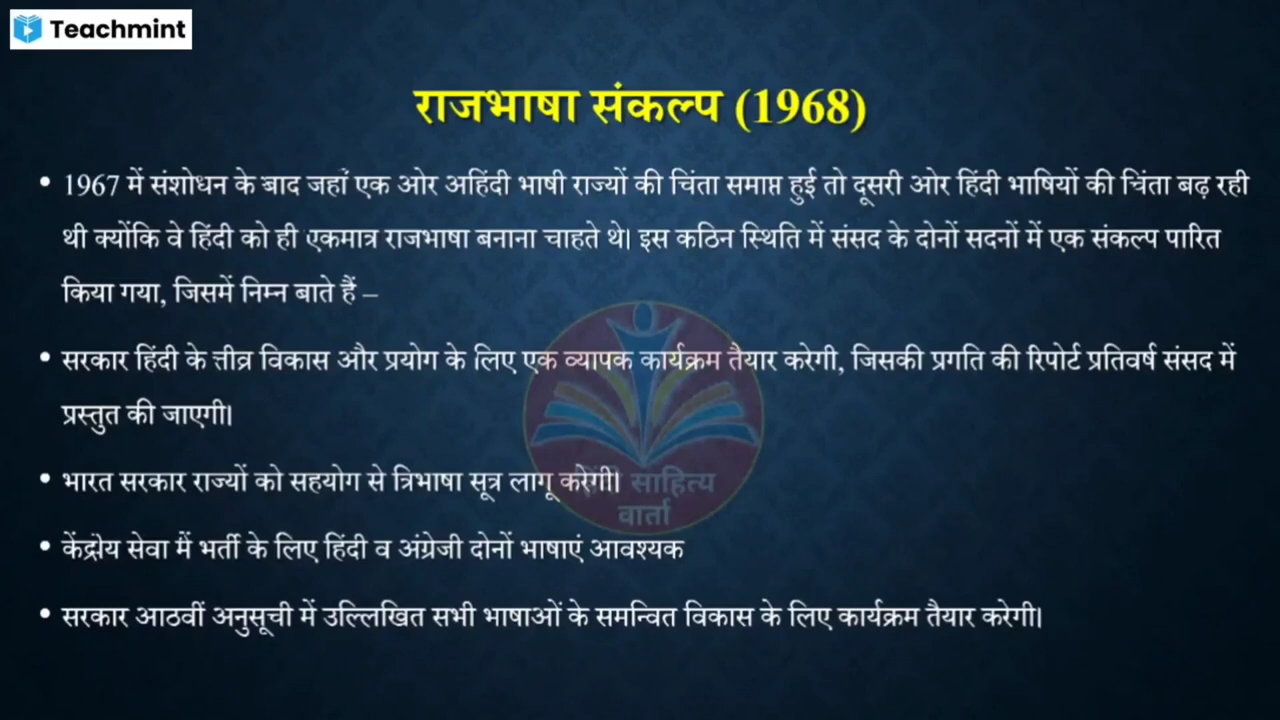 Teachmint
राजभाषा संकल्प (1968)
• 1967 में संशोधन के बाद जहाँ एक ओर अहिंदी भाषी राज्यों की चिंता समाप्त हुई तो दूसरी ओर हिंदी भाषियों की चिंता बढ़ रही
थी क्योंकि वे हिंदी को ही एकमात्र राजभाषा बनाना चाहते थे। इस कठिन स्थिति में संसद के दोनों सदनों में एक संकल्प पारित
किया गया, जिसमें निम्न बाते हैं –
• सरकार हिंदी के तीव्र विकास और प्रयोग के लिए एक व्यापक कार्यक्रम तैयार करेगी, जिसकी प्रगति की रिपोर्ट प्रतिवर्ष संसद में
प्रस्तुत की जाएगी।
• भारत सरकार राज्यों को सहयोग से त्रिभाषा सूत्र लागू करेगी।
साहित्य
वार्ता
• केंद्रीय सेवा में भर्ती के लिए हिंदी व अंग्रेजी दोनों भाषाएं आवश्यक
• सरकार आठवीं अनुसूची में उल्लिखित सभी भाषाओं के समन्वित विकास के लिए कार्यक्रम तैयार करेगी।